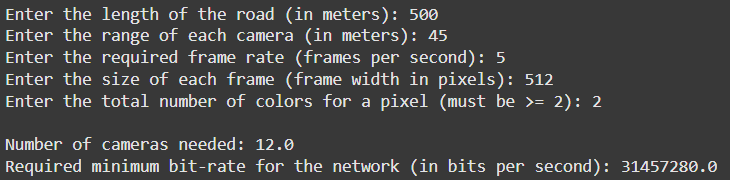 Enter the length of the road (in meters): 500
Enter the range of each camera (in meters): 45
Enter the required frame rate (frames per second): 5
Enter the size of each frame (frame width in pixels): 512
Enter the total number of colors for a pixel (must be >= 2): 2
Number of cameras needed: 12.0
Required minimum bit-rate for the network (in bits per second): 31457280.0